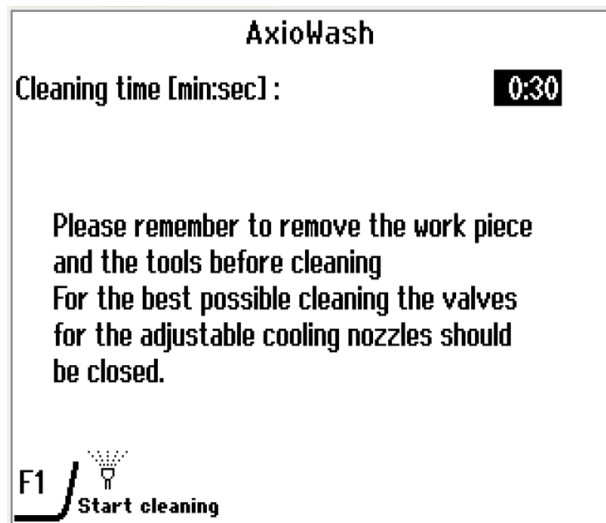 AxioWash
Cleaning time [min:sec] : 0:30
Please remember to remove the work piece
and the tools before cleaning
For the best possible cleaning the valves
for the adjustable cooling nozzles should
be closed.
F1 Start cleaning